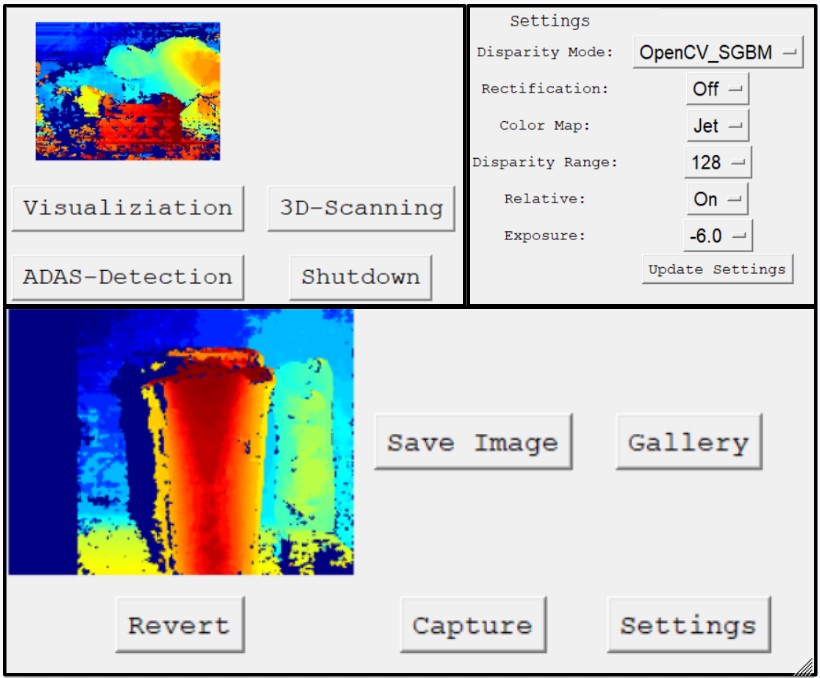 Visualiziation
3D-Scanning
ADAS-Detection
Shutdown
Settings
Disparity Mode: OpenCV_SGBM
Rectification: Off
Color Map: Jet
Disparity Range: 128
Relative: On
Exposure: -6.0
Update Settings
Save Image
Gallery
Revert
Capture
Settings